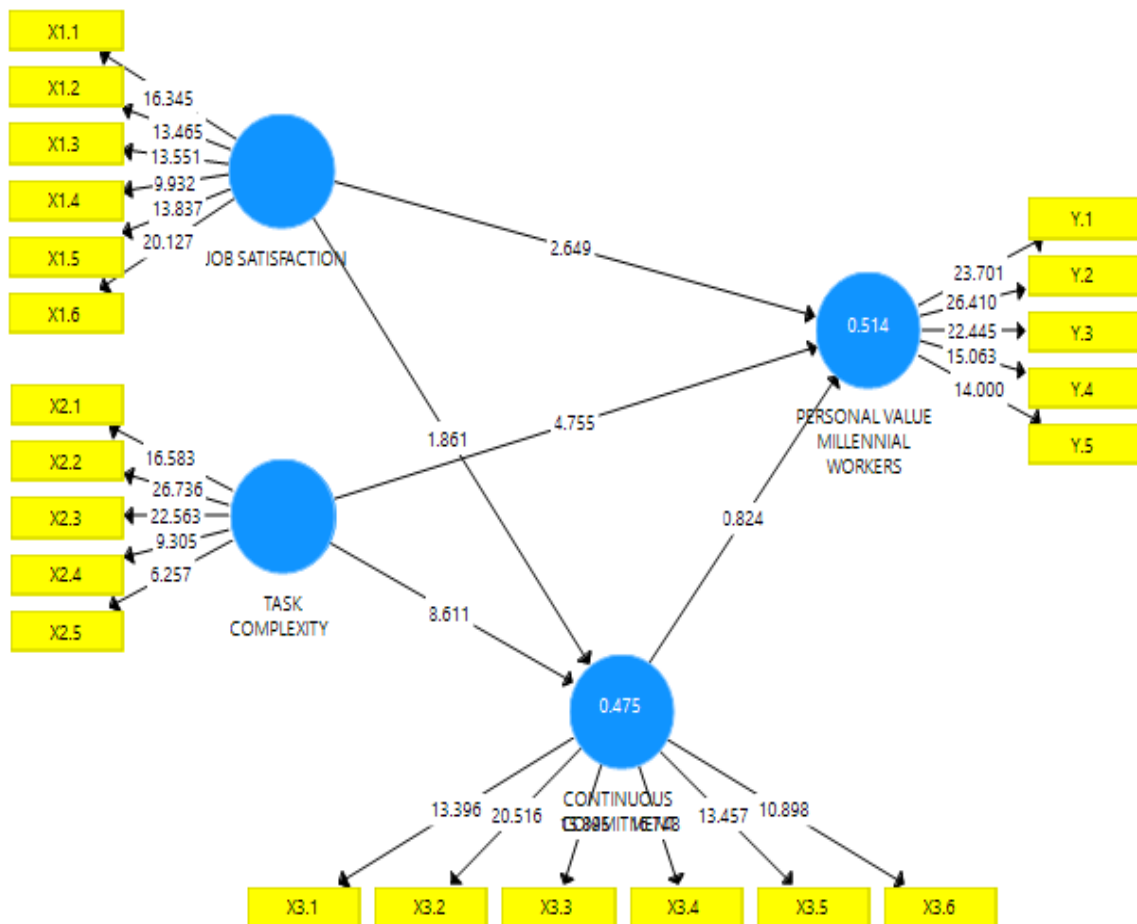 X1.1
X1.2
X1.3
X1.4
X1.5
X1.6
16.345
13.465
13.551
9.932
13.837
20.127
JOB SATISFACTION
2.649
X2.1
X2.2
X2.3
X2.4
X2.5
16.583
26.736
22.563
9.305
6.257
TASK
COMPLEXITY
1.861
4.755
8.611
0.824
0.514
PERSONAL VALUE
MILLENNIAL
WORKERS
23.701
26.410
22.445
15.063
14.000
Y.1
Y.2
Y.3
Y.4
Y.5
0.475
CONTINUOUS
COMMITMENT
13.396
20.516
13.457
10.898
X3.1
X3.2
X3.3
X3.4
X3.5
X3.6